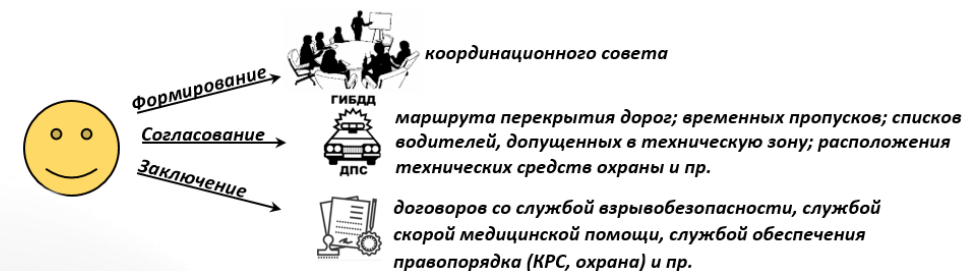 Формирование
координационного совета
ГИБДД
Согласование
ДПС
маршрута перекрытия дорог; временных пропусков; списков
водителей, допущенных в техническую зону; расположения
технических средств охраны и пр.
Заключение
договоров со службой взрывобезопасности, службой
скорой медицинской помощи, службой обеспечения
правопорядка (КРС, охрана) и пр.